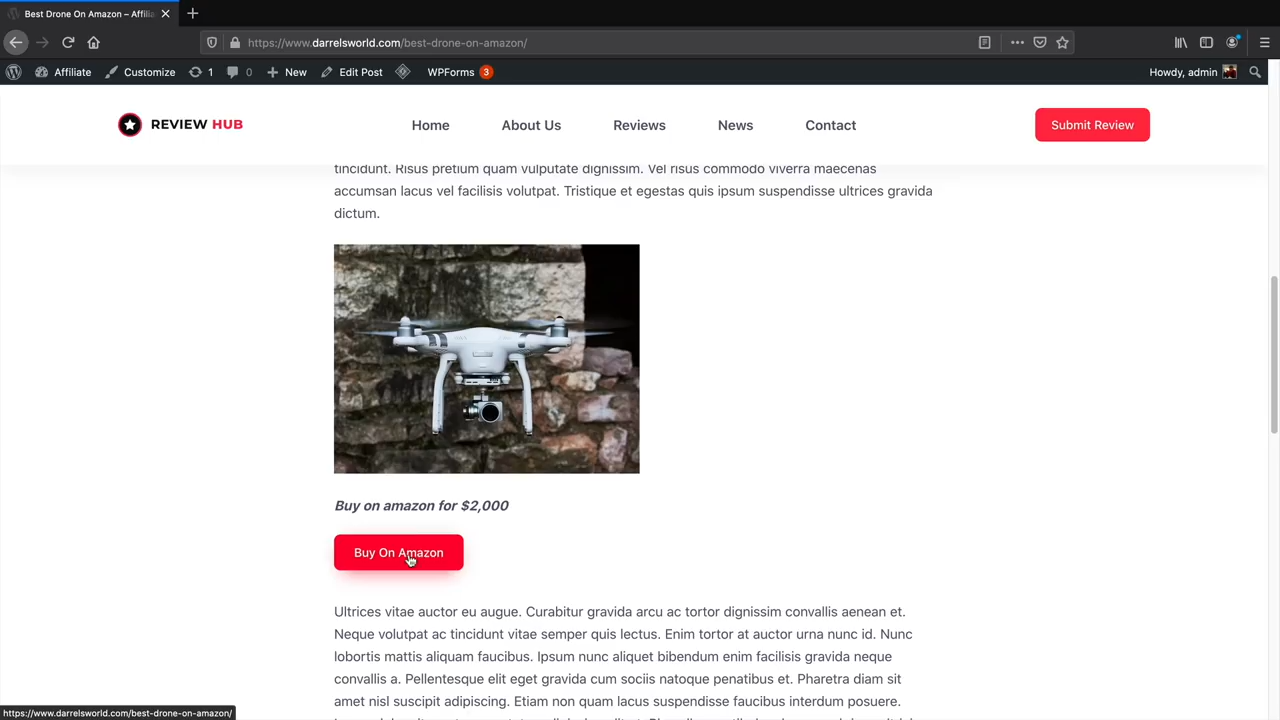 Best Drone On Amazon – Affilia
https://www.darrelsworld.com/best-drone-on-amazon/
Affiliate Customize 1 0 New Edit Post WPForms 3 Howdy, admin
REVIEW HUB Home About Us Reviews News Contact Submit Review
tincidunt. Risus pretium quam vulputate dignissim. Vel risus commodo viverra maecenas
accumsan lacus vel facilisis volutpat. Tristique et egestas quis ipsum suspendisse ultrices gravida
dictum.
Buy on amazon for $2,000
Buy On Amazon
Ultrices vitae auctor eu augue. Curabitur gravida arcu ac tortor dignissim convallis aenean et.
Neque volutpat ac tincidunt vitae semper quis lectus. Enim tortor at auctor urna nunc id. Nunc
lobortis mattis aliquam faucibus. Ipsum nunc aliquet bibendum enim facilisis gravida neque
convallis a. Pellentesque elit eget gravida cum sociis natoque penatibus et. Pharetra diam sit
amet nisl suscipit adipiscing. Etiam non quam lacus suspendisse faucibus interdum posuere.
https://www.darrelsworld.com/best-drone-on-amazon/